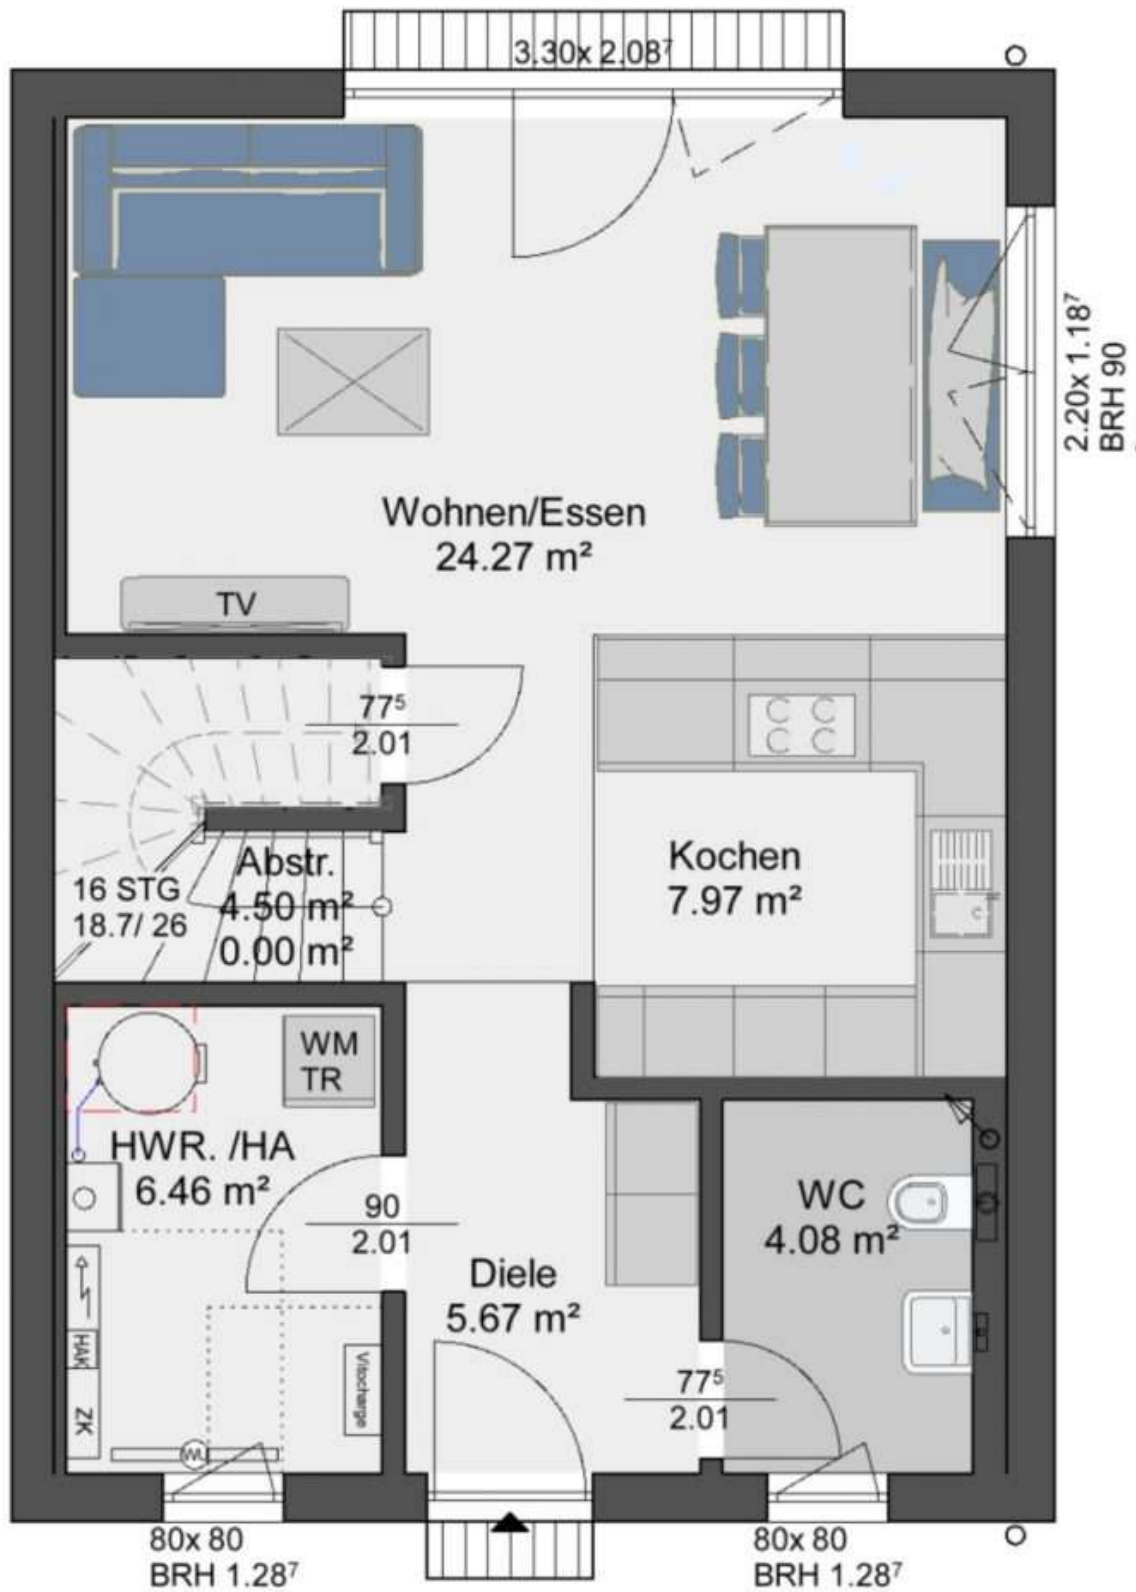 3.30x 2.08⁷
2.20x 1.18⁷
BRH 90
Wohnen/Essen
24.27 m²
TV
77⁵
2.01
Kochen
7.97 m²
Abstr.
4.50 m²
0.00 m²
16 STG
18.7/ 26
WM
TR
HWR. /HA
6.46 m²
WC
4.08 m²
90
2.01
Diele
5.67 m²
HAK
ZK
Vitocharge
77⁵
2.01
WU
80x 80
BRH 1.28⁷
80x 80
BRH 1.28⁷